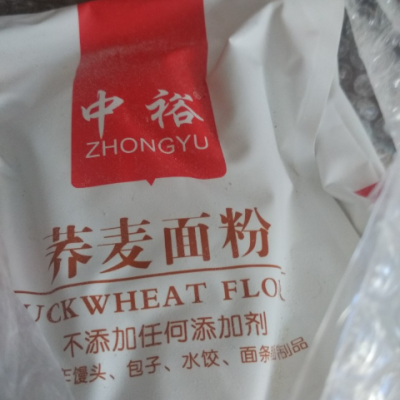 中裕
ZHONGYU
荞麦面粉
UCKWHEAT FLO
不添加任何添加剂
馒头、包子、水饺、面条 制品